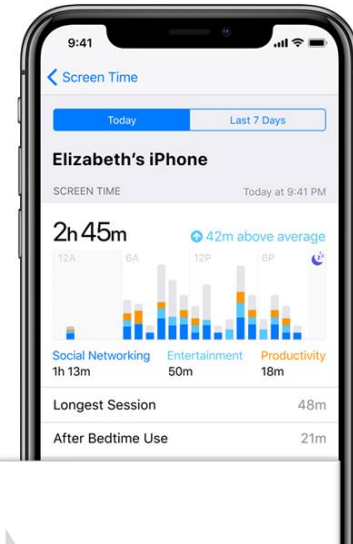 9:41
Screen Time
Today Last 7 Days
Elizabeth's iPhone
SCREEN TIME Today at 9:41 PM
2h 45m 42m above average
12A 6A 12P 6P
Social Networking Entertainment Productivity
1h 13m 50m 18m
Longest Session 48m
After Bedtime Use 21m